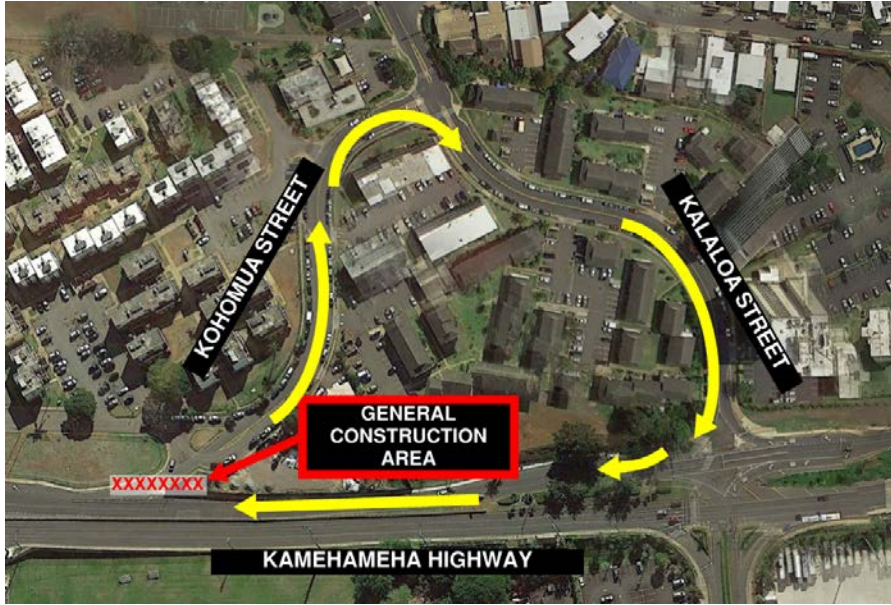 KOHOMUA STREET
KALALOA STREET
GENERAL
CONSTRUCTION
AREA
XXXXXXXX
KAMEHAMEHA HIGHWAY